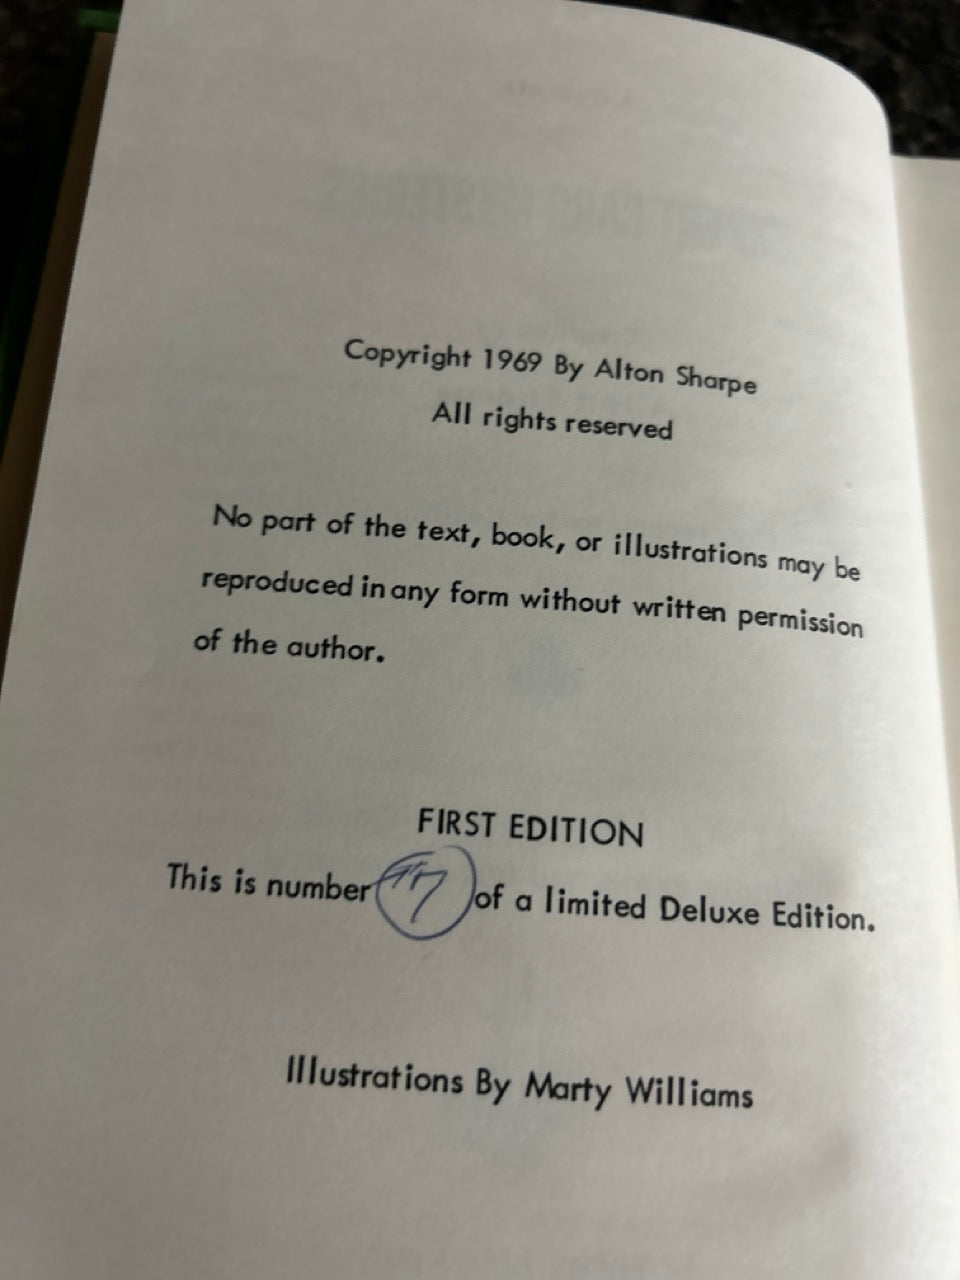 Copyright 1969 By Alton Sharpe
All rights reserved
No part of the text, book, or illustrations may be
reproduced in any form without written permission
of the author.
FIRST EDITION
This is number #7 of a limited Deluxe Edition.
Illustrations By Marty Williams